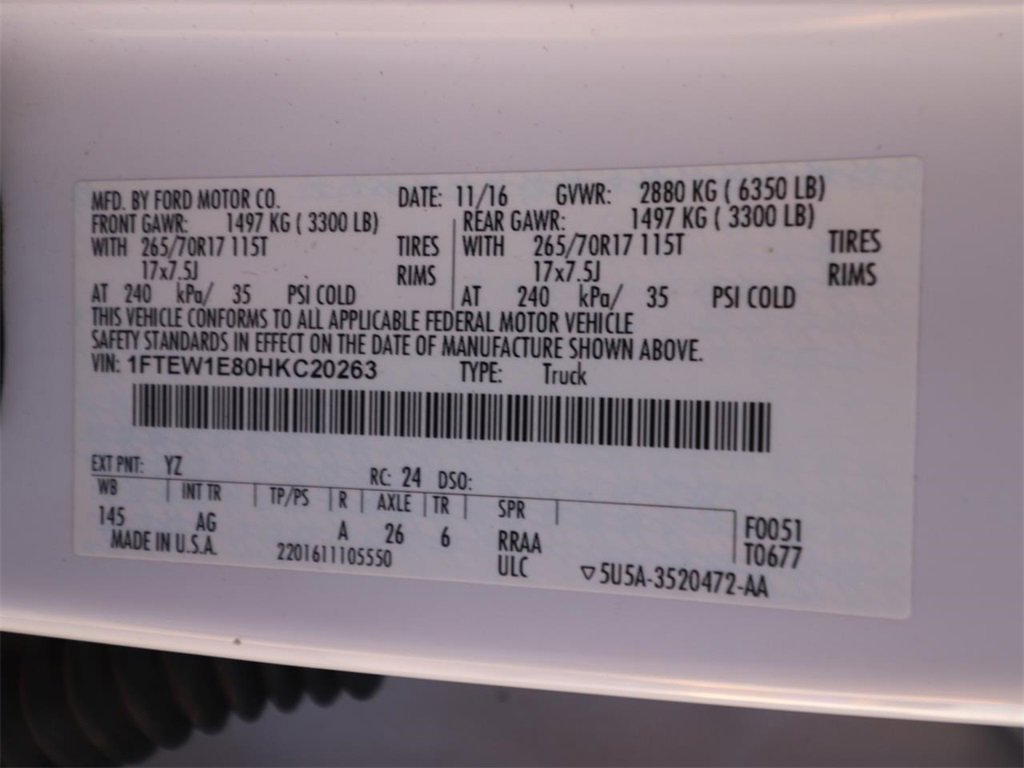 MFD. BY FORD MOTOR CO. DATE: 11/16 GVWR: 2880 KG ( 6350 LB)
FRONT GAWR: 1497 KG ( 3300 LB) REAR GAWR: 1497 KG ( 3300 LB)
WITH 265/70R17 115T TIRES WITH 265/70R17 115T TIRES
17x7.5J RIMS 17x7.5J RIMS
AT 240 kPa/ 35 PSI COLD AT 240 kPa/ 35 PSI COLD
THIS VEHICLE CONFORMS TO ALL APPLICABLE FEDERAL MOTOR VEHICLE
SAFETY STANDARDS IN EFFECT ON THE DATE OF MANUFACTURE SHOWN ABOVE.
VIN: 1FTEW1E80HKC20263 TYPE: Truck
EXT PNT: YZ RC: 24 DSO:
WB INT TR TP/PS R AXLE TR SPR
145 AG A 26 6 RRAA F0051
MADE IN U.S.A. 2201611105550 ULC T0677
▽5U5A-3520472-AA